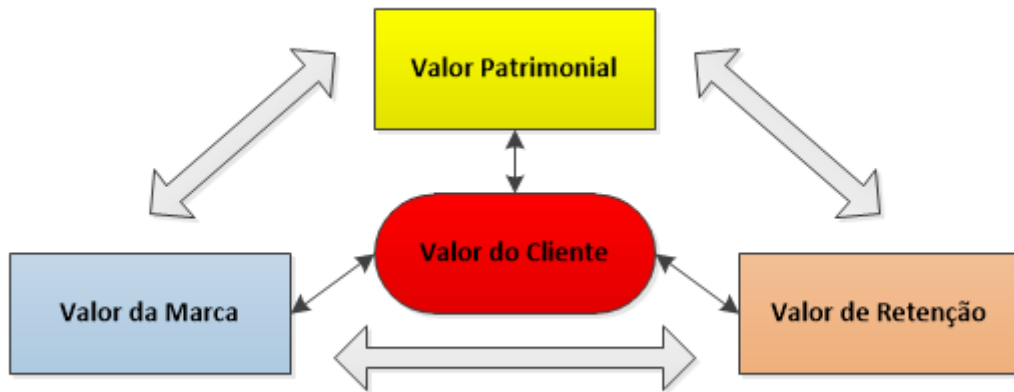 Valor Patrimonial
Valor do Cliente
Valor da Marca
Valor de Retenção